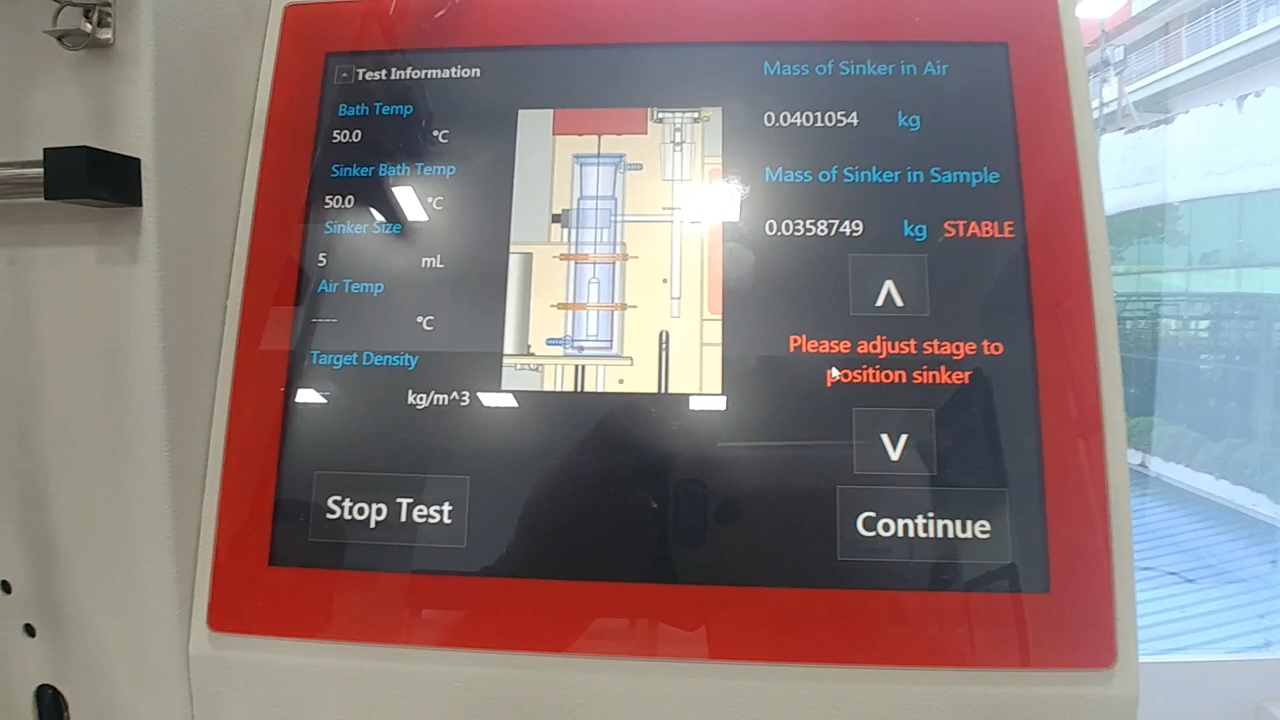 Test Information
Bath Temp
50.0 °C
Sinker Bath Temp
50.0 °C
Sinker Size
5 mL
Air Temp
---- °C
Target Density
kg/m^3
Stop Test
Mass of Sinker in Air
0.0401054 kg
Mass of Sinker in Sample
0.0358749 kg STABLE
Λ
Please adjust stage to
position sinker
V
Continue